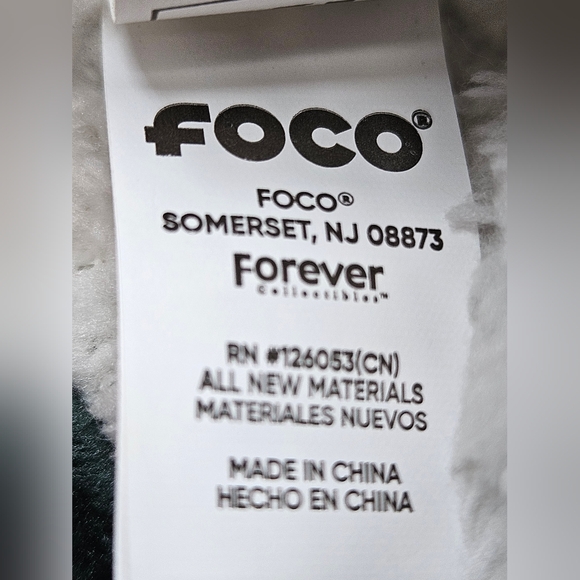 FOCO®
FOCO®
SOMERSET, NJ 08873
Forever
Collectibles™
RN #126053(CN)
ALL NEW MATERIALS
MATERIALES NUEVOS
MADE IN CHINA
HECHO EN CHINA